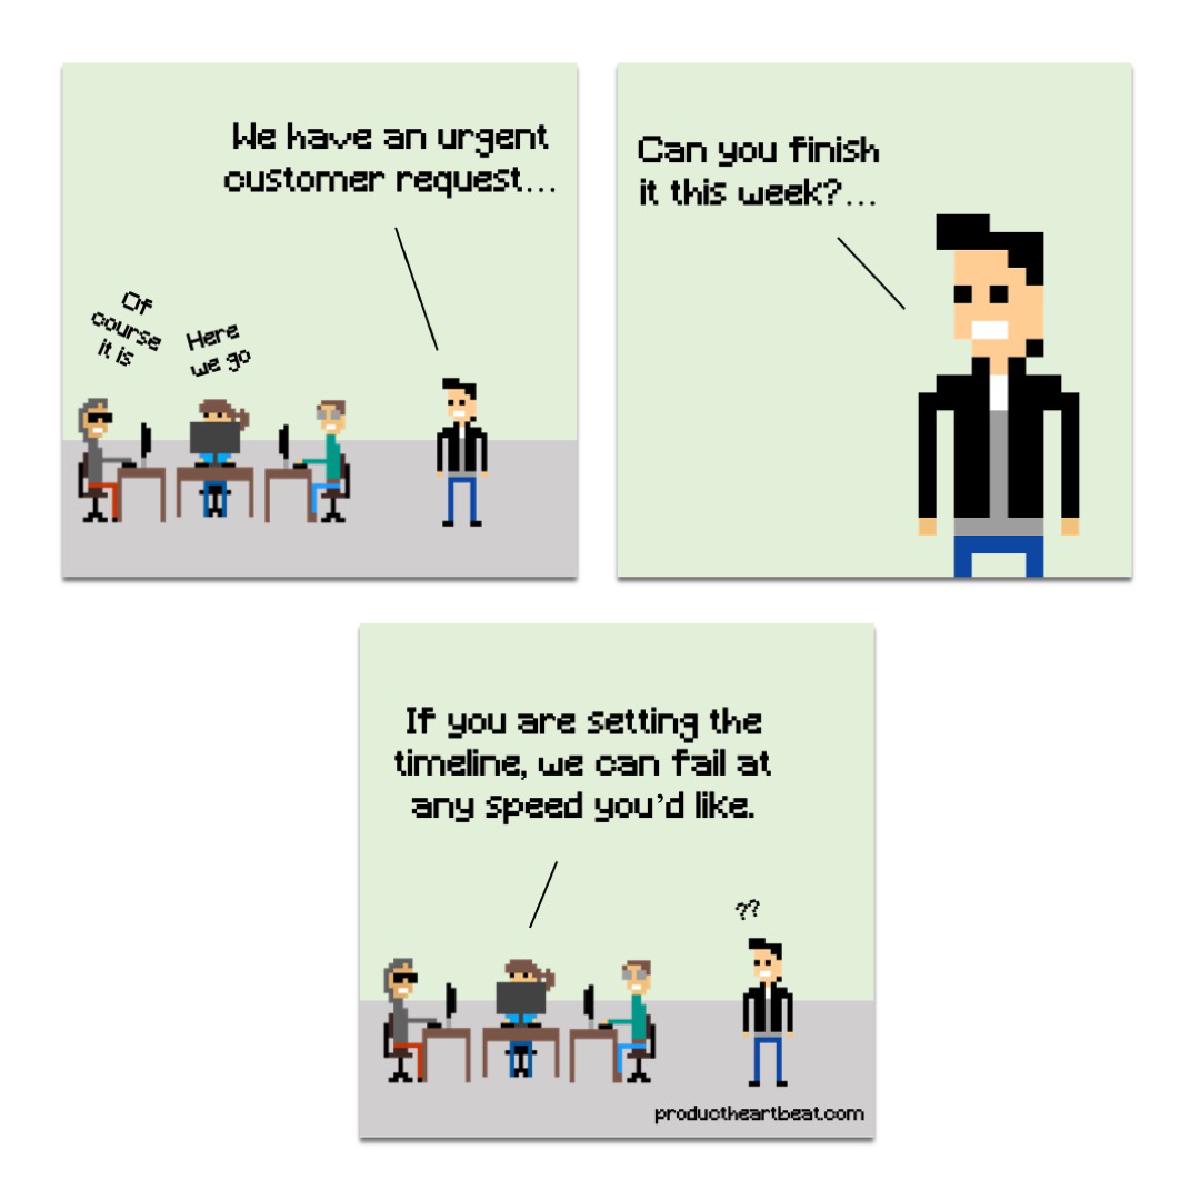 We have an urgent
customer request...
Of
course
it is
Here
we go
Can you finish
it this week?...
If you are setting the
timeline, we can fail at
any speed you'd like.
??
productheartbeat.com